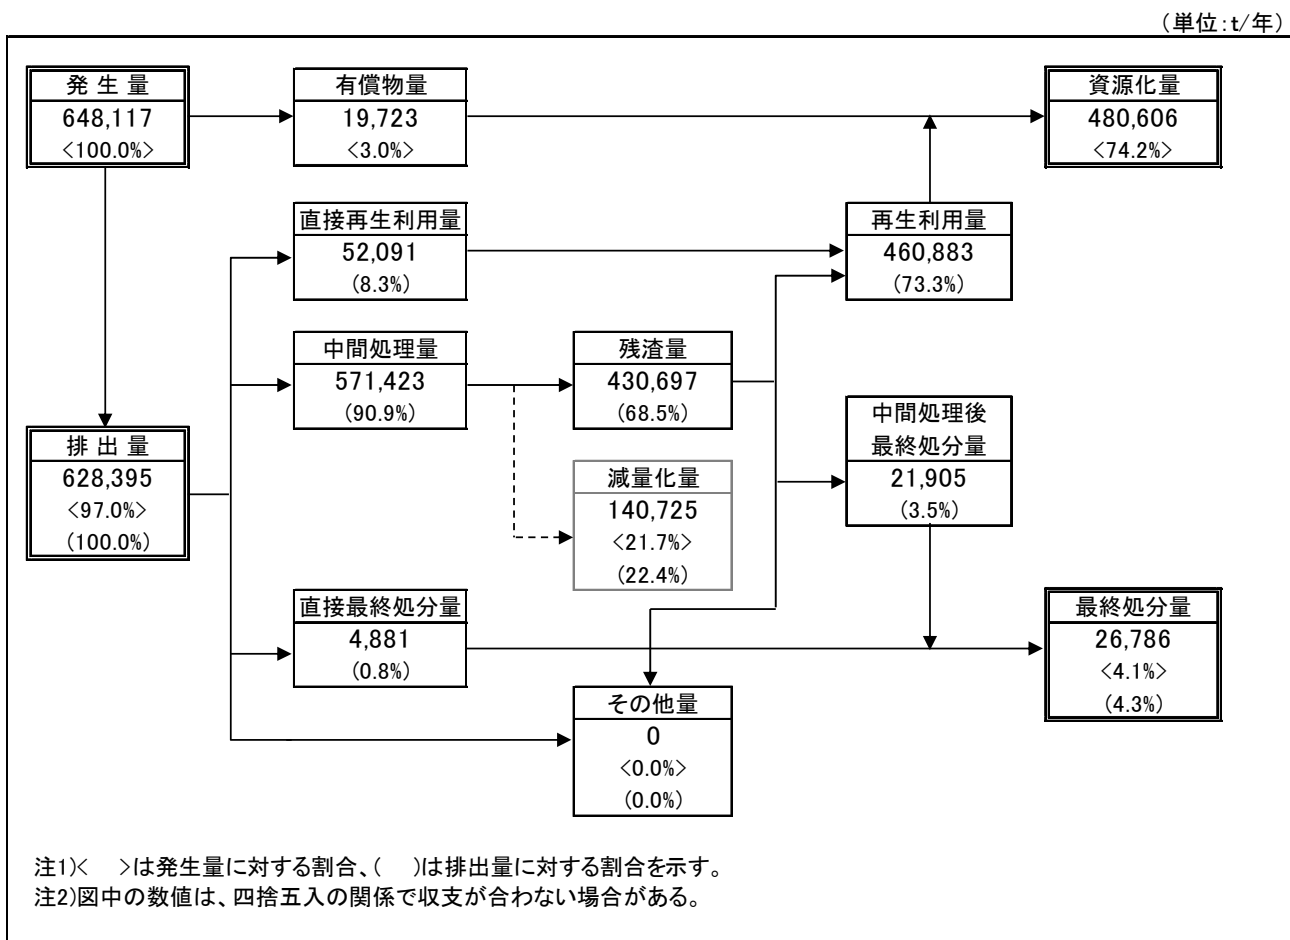 (単位:t/年)
発 生 量
648,117
<100.0%>
有償物量
19,723
<3.0%>
資源化量
480,606
<74.2%>
直接再生利用量
52,091
(8.3%)
再生利用量
460,883
(73.3%)
中間処理量
571,423
(90.9%)
残渣量
430,697
(68.5%)
中間処理後
最終処分量
21,905
(3.5%)
排 出 量
628,395
<97.0%>
(100.0%)
減量化量
140,725
<21.7%>
(22.4%)
直接最終処分量
4,881
(0.8%)
最終処分量
26,786
<4.1%>
(4.3%)
その他量
0
<0.0%>
(0.0%)
注1)<　>は発生量に対する割合、(　)は排出量に対する割合を示す。
注2)図中の数値は、四捨五入の関係で収支が合わない場合がある。